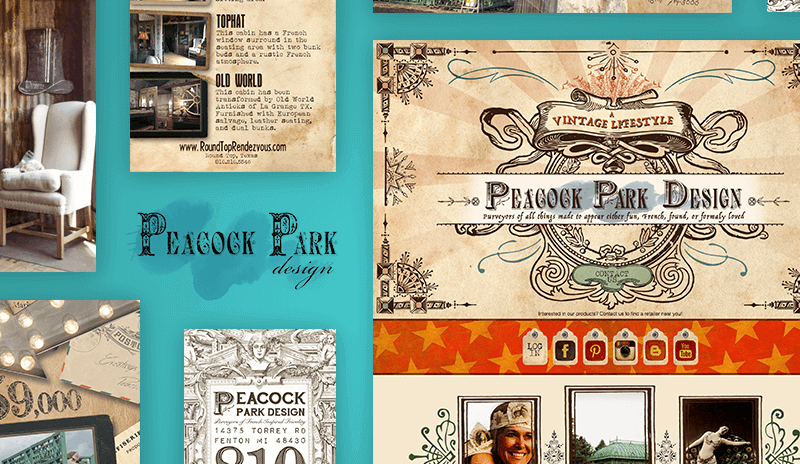 TOPHAT
This cabin has a French
window surround in the
seating area with two bunk
beds and a rustic French
atmosphere.
OLD WORLD
This cabin has been
transformed by Old World
Antieks of La Grange TX.
Furnished with European
salvage, leather seating,
and dual bunks.
www.RoundTopRendezvous.com
Round Top, Texas
PEACOCK PARK
design
$9,000
PEACOCK
PARK DESIGN
Purveyors of French Inspired Novelty
14375 TORREY RD
FENTON MI 48430
810
A
VINTAGE LIFESTYLE
PEACOCK PARK DESIGN
Purveyors of all things made to appear either fun, French, found, or formaly loved
CONTACT
US
Interested in our products? Contact us to find a retailer near you!
LOG
IN
You
Tube